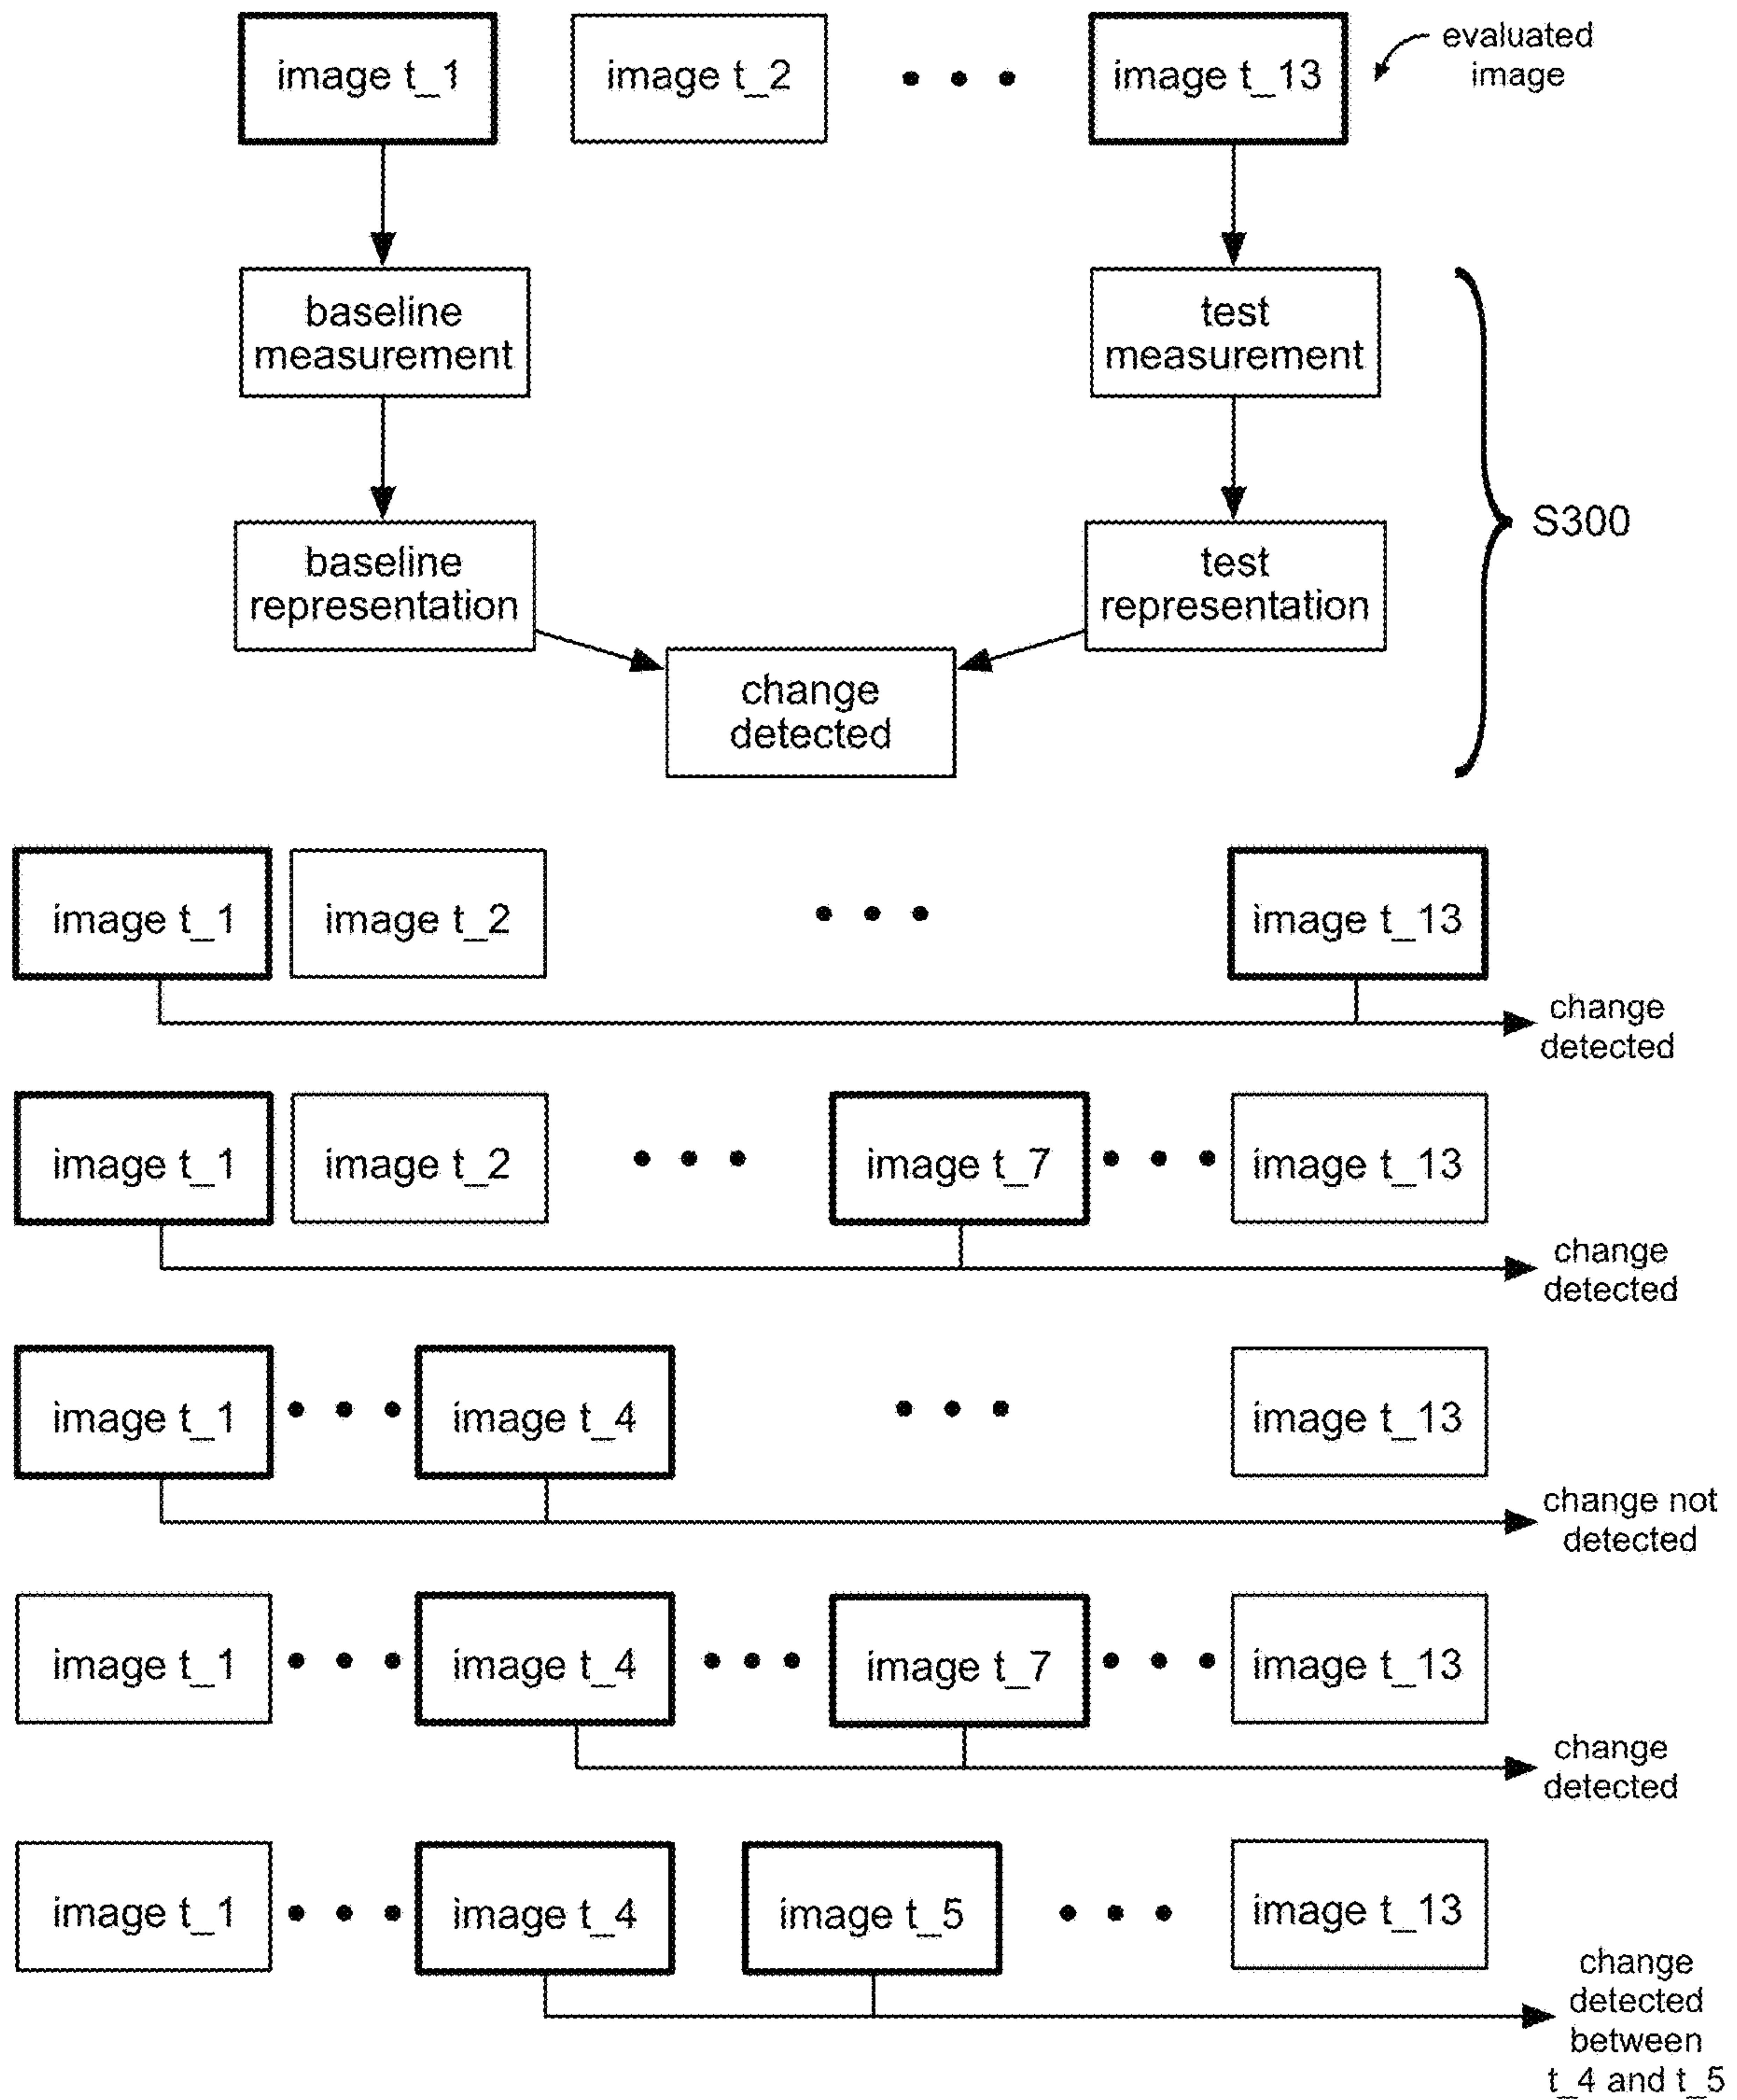 image t_1
image t_2
image t_13
evaluated
image
baseline
measurement
test
measurement
S300
baseline
representation
test
representation
change
detected
image t_1
image t_2
image t_13
change
detected
image t_1
image t_2
image t_7
image t_13
change
detected
image t_1
image t_4
image t_13
change not
detected
image t_1
image t_4
image t_7
image t_13
change
detected
image t_1
image t_4
image t_5
image t_13
change
detected
between
t_4 and t_5